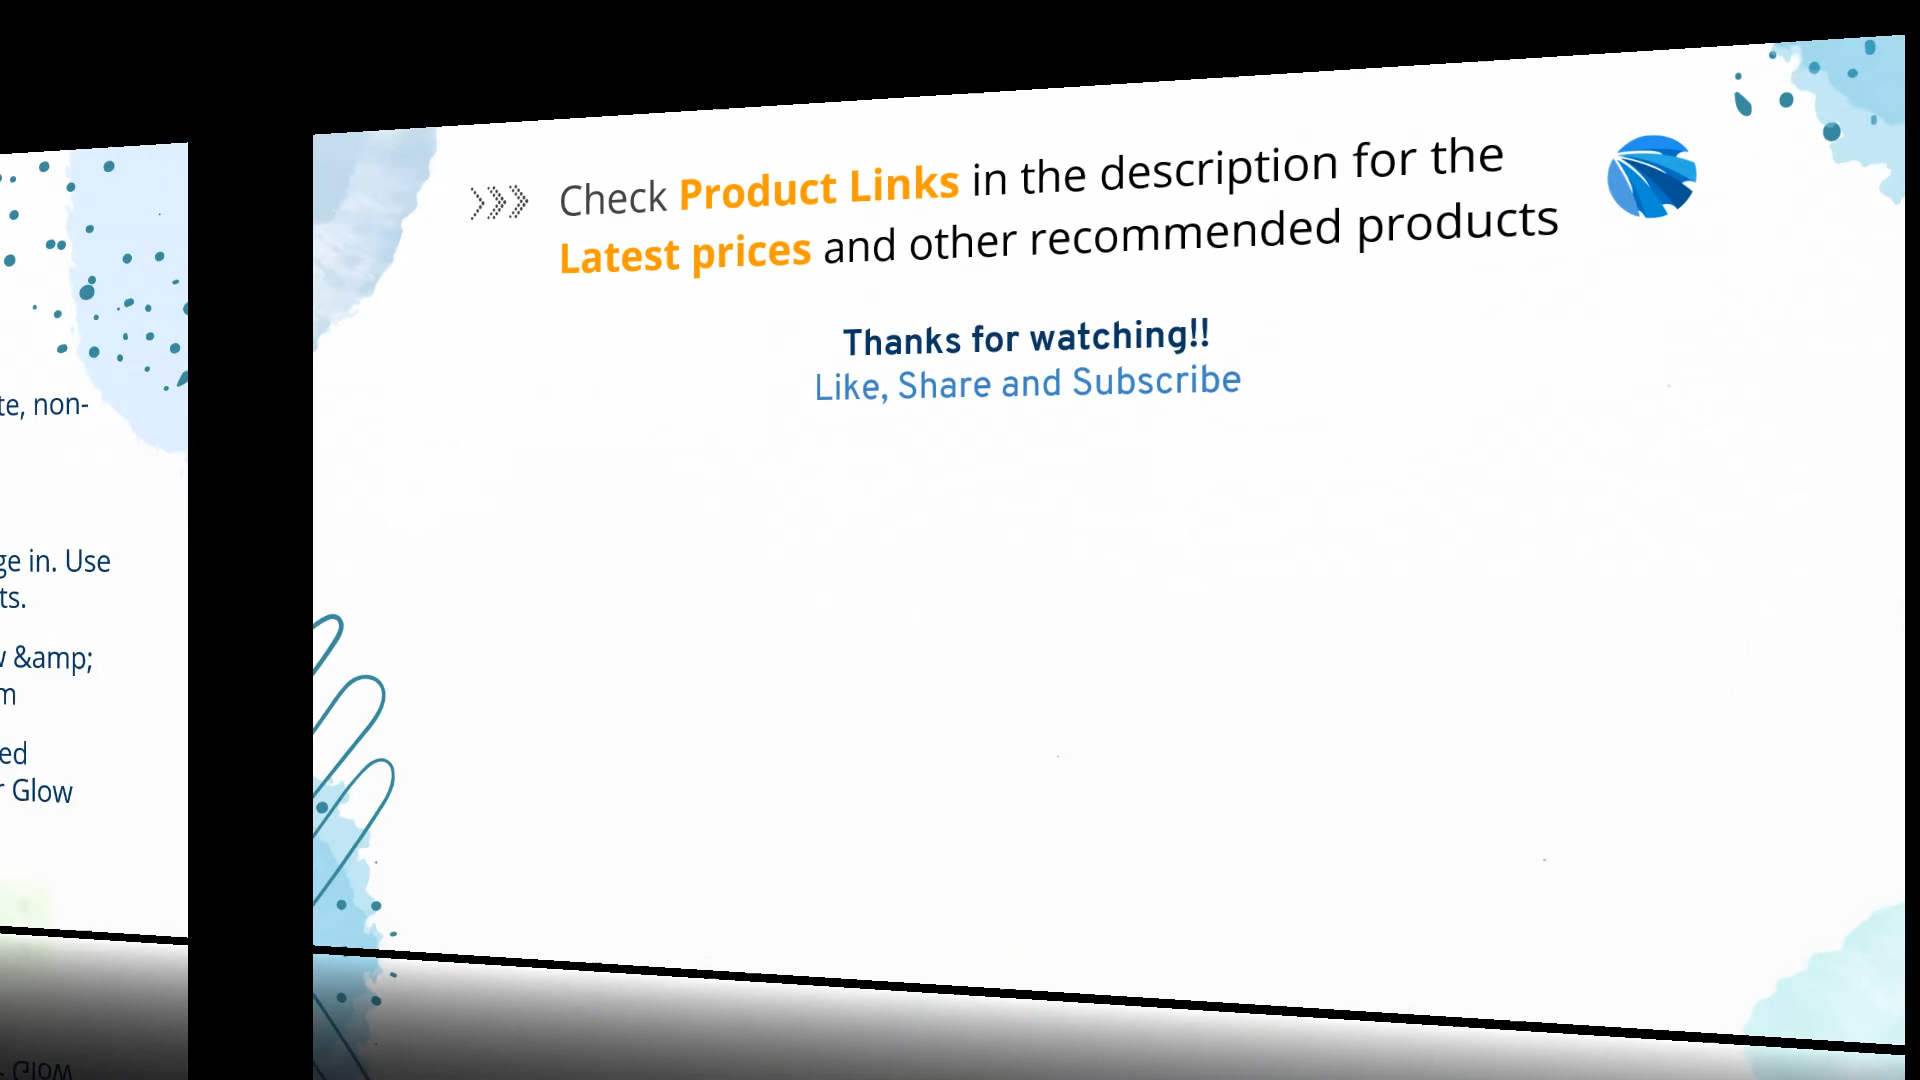 te, non-
ge in. Use
ts.
&amp;
m
ed
r Glow
Check Product Links in the description for the
Latest prices and other recommended products
Thanks for watching!!
Like, Share and Subscribe